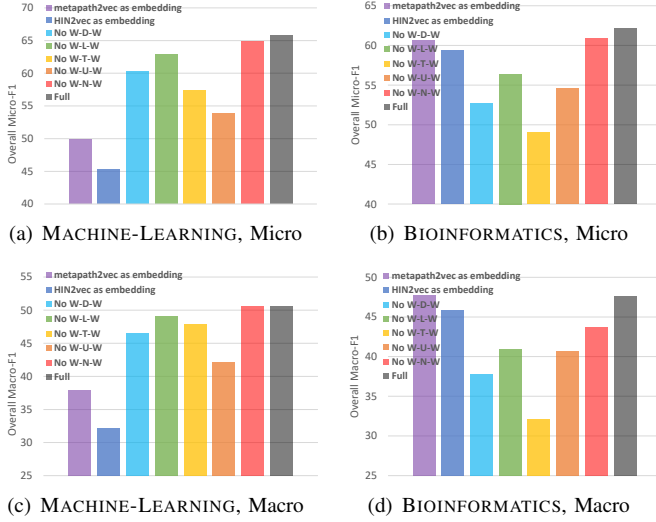 metapath2vec as embedding
HIN2vec as embedding
No W-D-W
No W-L-W
No W-T-W
No W-U-W
No W-N-W
Full
Overall Micro-F1
70
65
60
55
50
45
40
(a) MACHINE-LEARNING, Micro
metapath2vec as embedding
HIN2vec as embedding
No W-D-W
No W-L-W
No W-T-W
No W-U-W
No W-N-W
Full
Overall Micro-F1
65
60
55
50
45
40
(b) BIOINFORMATICS, Micro
metapath2vec as embedding
HIN2vec as embedding
No W-D-W
No W-L-W
No W-T-W
No W-U-W
No W-N-W
Full
Overall Macro-F1
55
50
45
40
35
30
25
(c) MACHINE-LEARNING, Macro
metapath2vec as embedding
HIN2vec as embedding
No W-D-W
No W-L-W
No W-T-W
No W-U-W
No W-N-W
Full
Overall Macro-F1
50
45
40
35
30
25
(d) BIOINFORMATICS, Macro